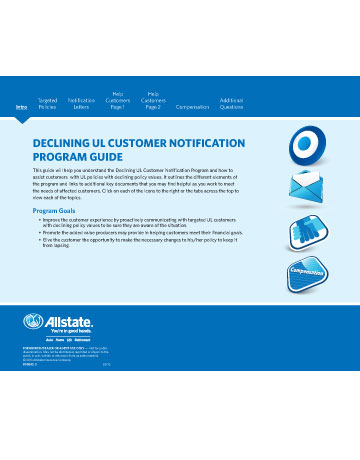 Intro
Targeted
Policies
Notification
Letters
Help
Customers
Page 1
Help
Customers
Page 2
Compensation
Additional
Questions
DECLINING UL CUSTOMER NOTIFICATION
PROGRAM GUIDE
This guide will help you understand the Declining UL Customer Notification Program and how to
assist customers with UL policies with declining policy values. It outlines the different elements of
the program and links to additional key documents that you may find helpful as you work to meet
the needs of affected customers. Click on each of the icons to the right or the tabs across the top to
view each of the topics.
Program Goals
• Improve the customer experience by proactively communicating with targeted UL customers
with declining policy values to be sure they are aware of the situation.
• Promote the added value producers may provide in helping customers meet their financial goals.
• Give the customer the opportunity to make the necessary changes to his/her policy to keep it
from lapsing.
Compensation
Allstate.
You're in good hands.
Auto Home Life Retirement